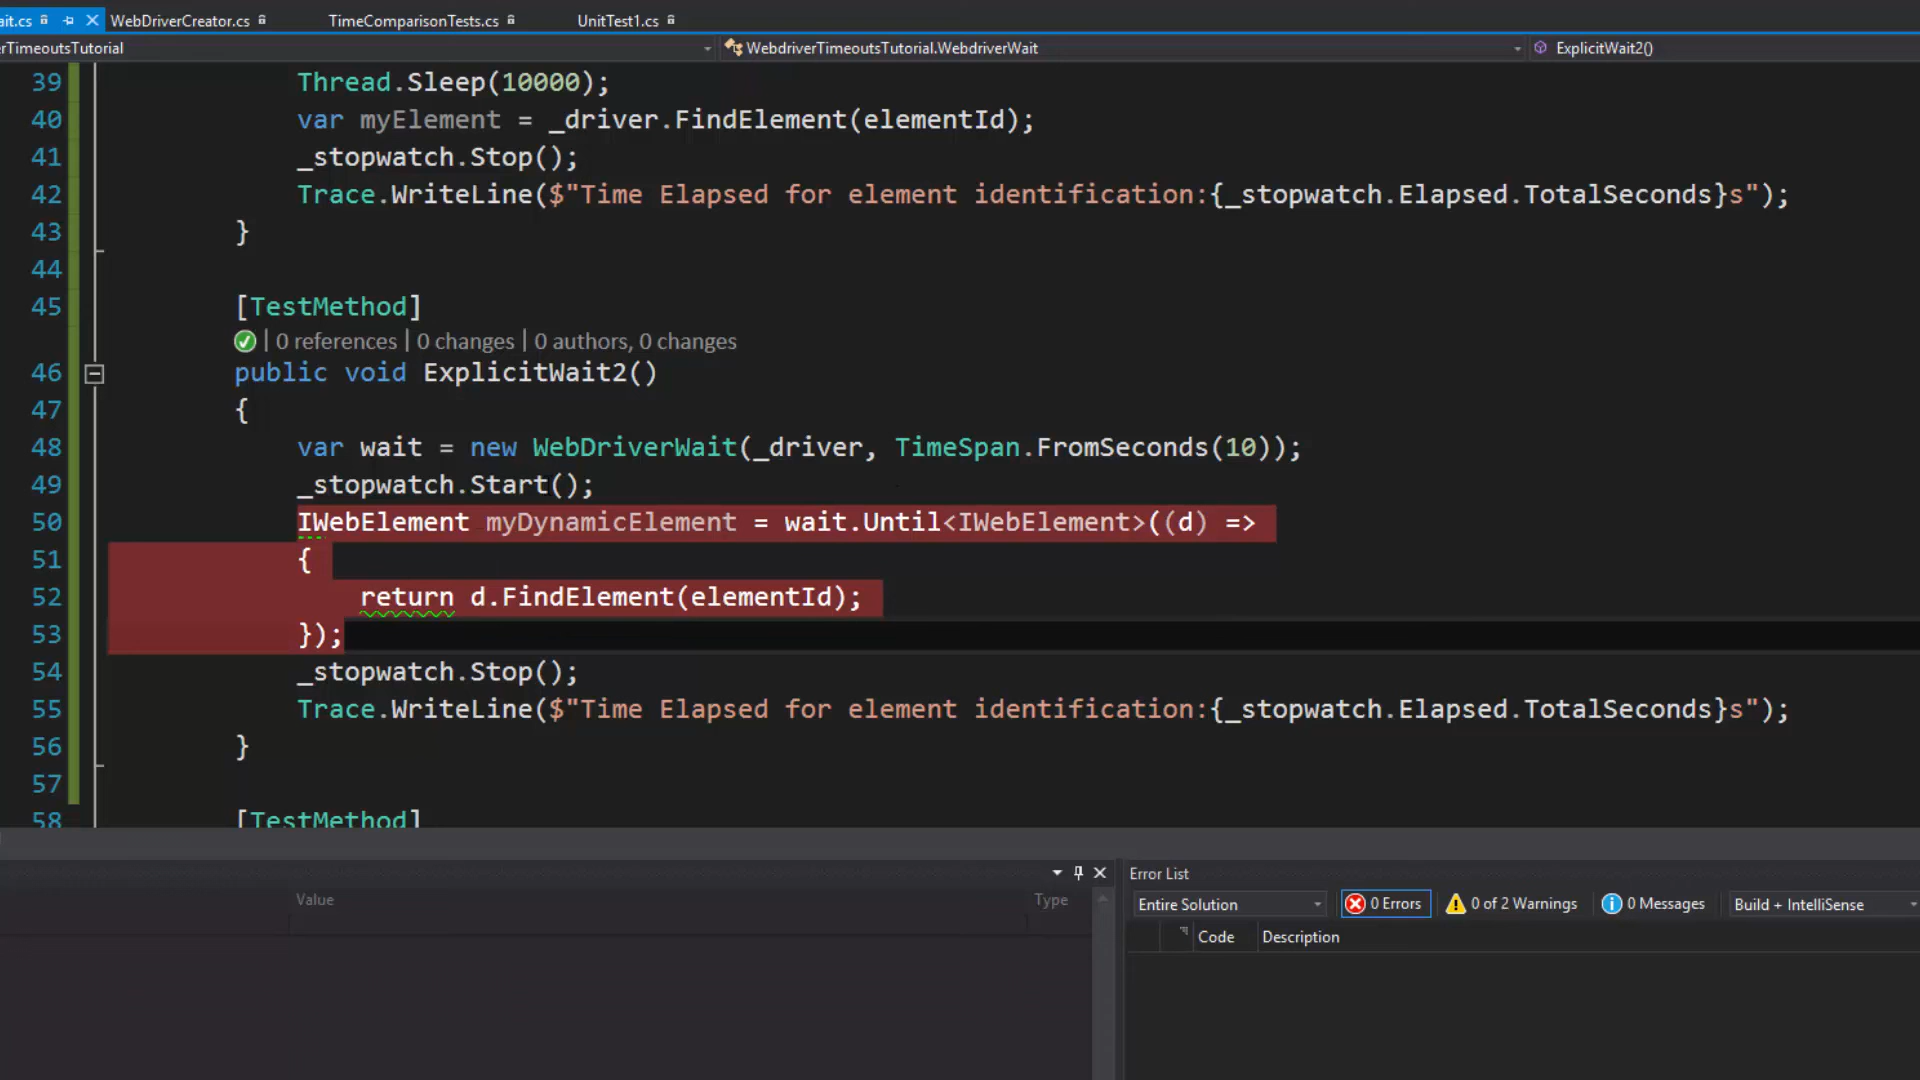 ait.cs WebDriverCreator.cs TimeComparisonTests.cs UnitTest1.cs
rTimeoutsTutorial WebdriverTimeoutsTutorial.WebdriverWait ExplicitWait2()
39 Thread.Sleep(10000);
40 var myElement = _driver.FindElement(elementId);
41 _stopwatch.Stop();
42 Trace.WriteLine($"Time Elapsed for element identification:{_stopwatch.Elapsed.TotalSeconds}s");
43 }
44
45 [TestMethod]
0 references | 0 changes | 0 authors, 0 changes
46 public void ExplicitWait2()
47 {
48 var wait = new WebDriverWait(_driver, TimeSpan.FromSeconds(10));
49 _stopwatch.Start();
50 IWebElement myDynamicElement = wait.Until<IWebElement>((d) =>
51 {
52 return d.FindElement(elementId);
53 });
54 _stopwatch.Stop();
55 Trace.WriteLine($"Time Elapsed for element identification:{_stopwatch.Elapsed.TotalSeconds}s");
56 }
57
58 [TestMethod]
Value Type
Error List
Entire Solution 0 Errors 0 of 2 Warnings 0 Messages Build + IntelliSense
Code Description